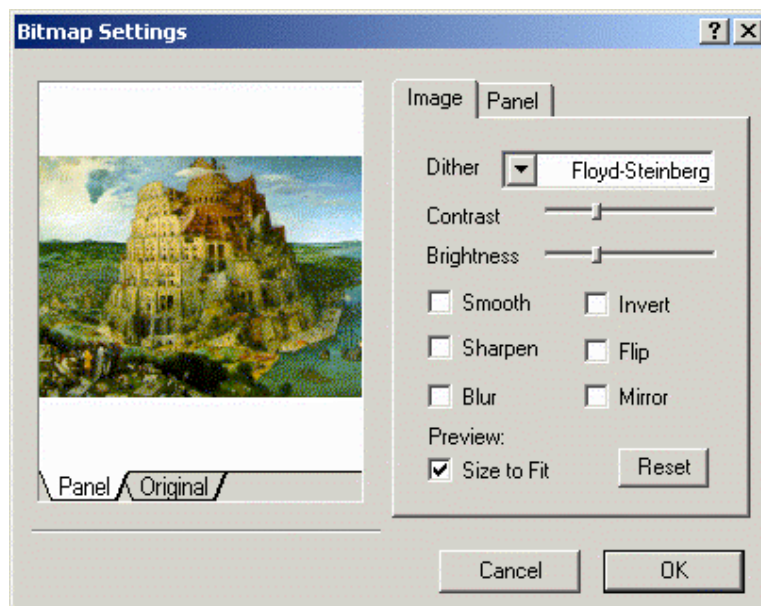 Bitmap Settings
Image Panel
Dither Floyd-Steinberg
Contrast
Brightness
Smooth Invert
Sharpen Flip
Blur Mirror
Preview:
Size to Fit Reset
Panel Original
Cancel OK